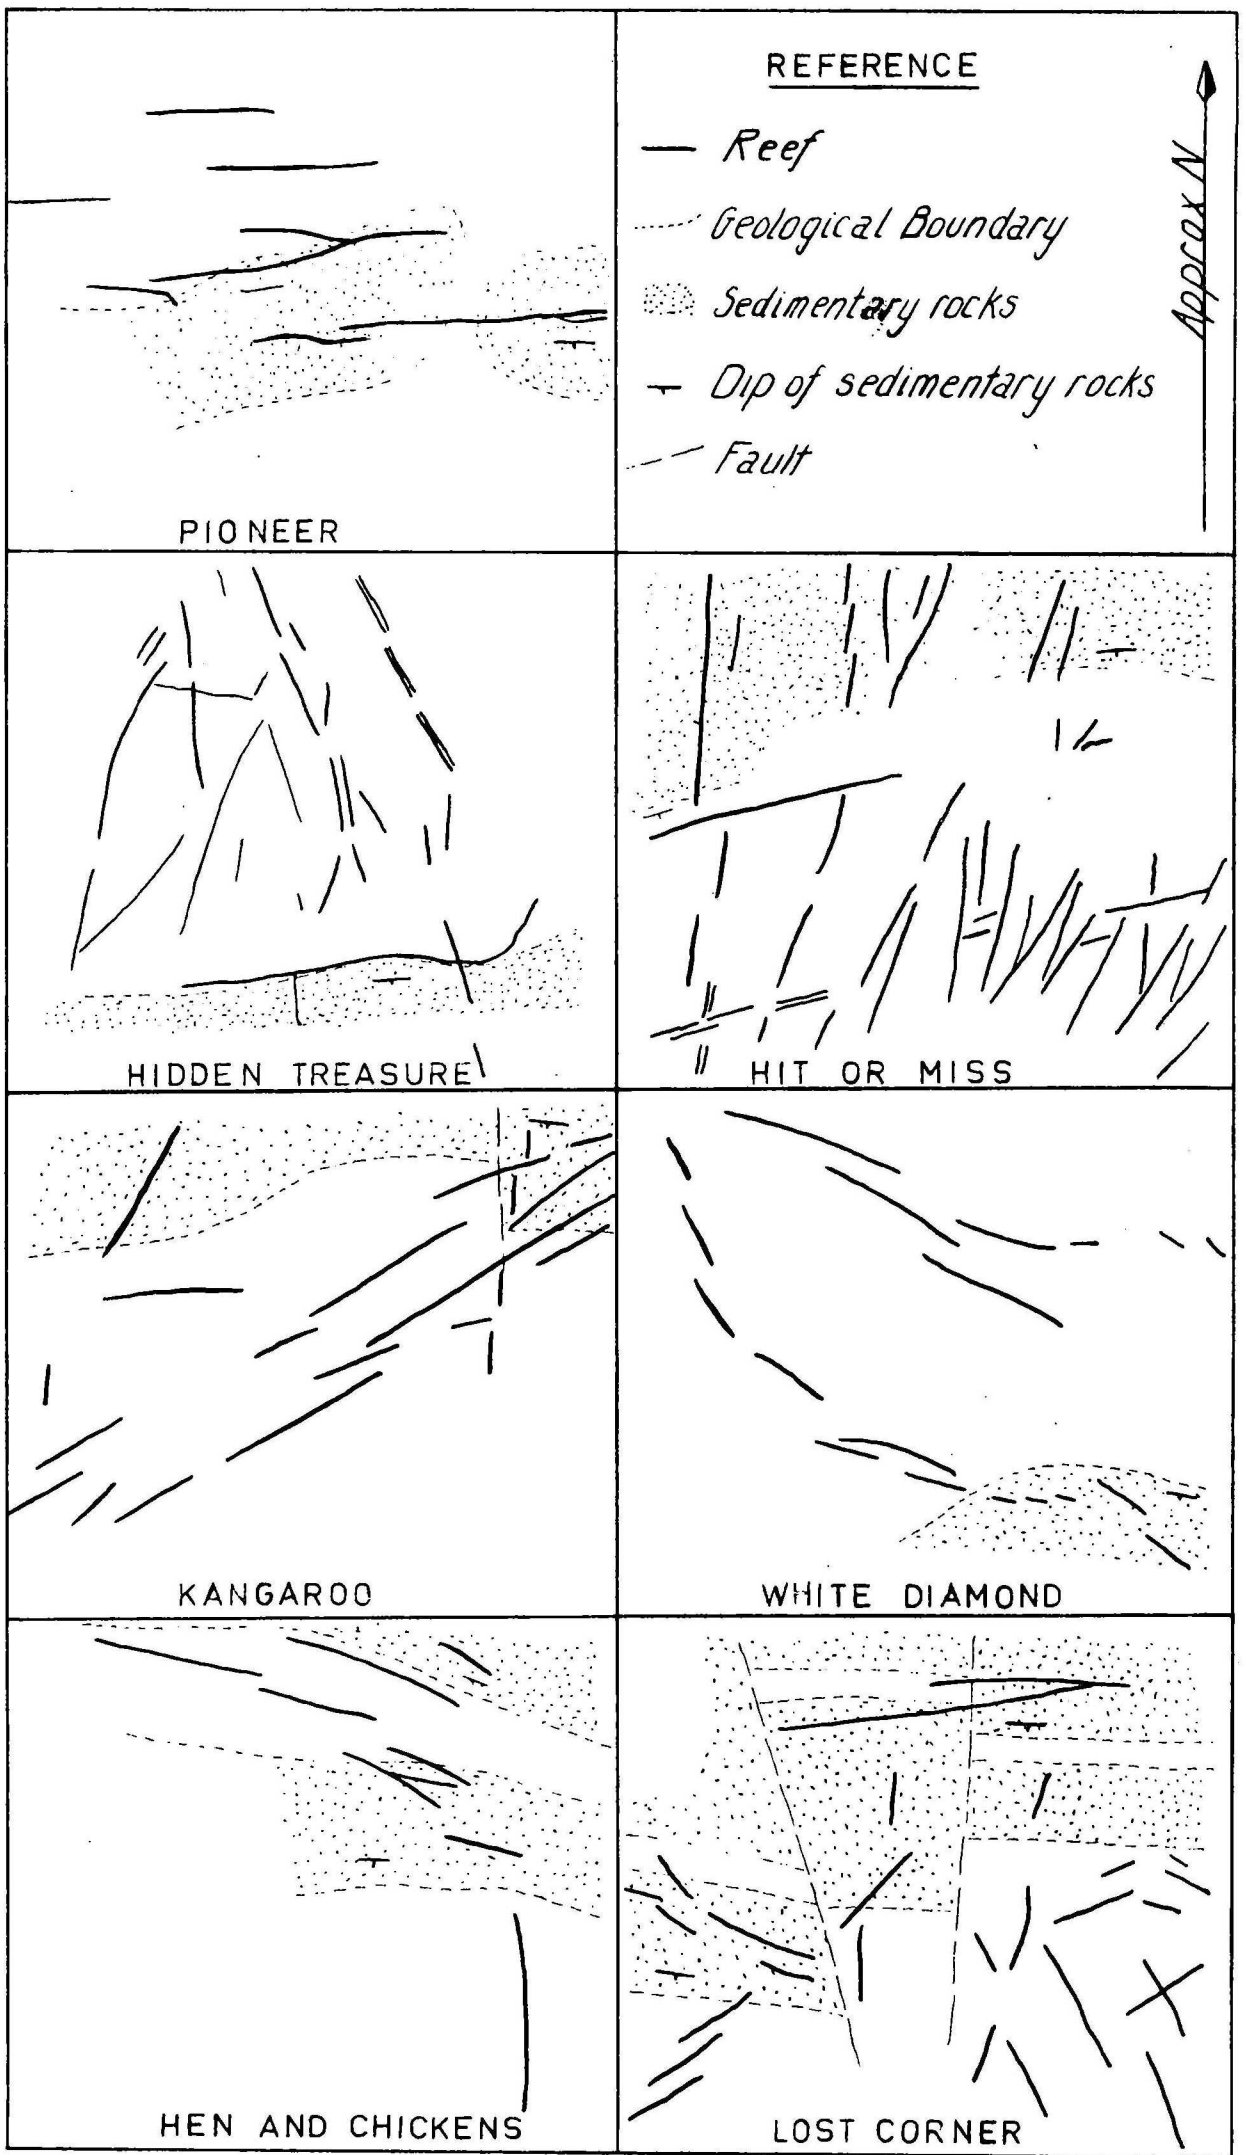 REFERENCE
Reef
Geological Boundary
Sedimentary rocks
Dip of sedimentary rocks
Fault
Approx N
PIONEER
HIDDEN TREASURE
HIT OR MISS
KANGAROO
WHITE DIAMOND
HEN AND CHICKENS
LOST CORNER